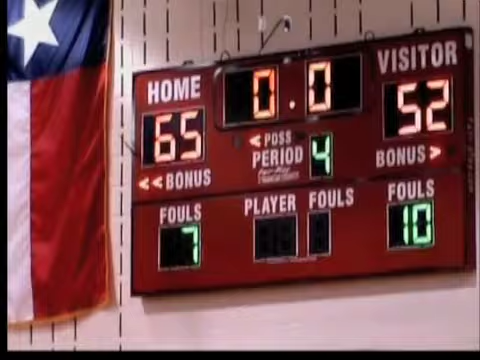 HOME 0.0 VISITOR
65 < POSS 52
PERIOD 4
<< BONUS BONUS >
FOULS PLAYER FOULS FOULS
7 10